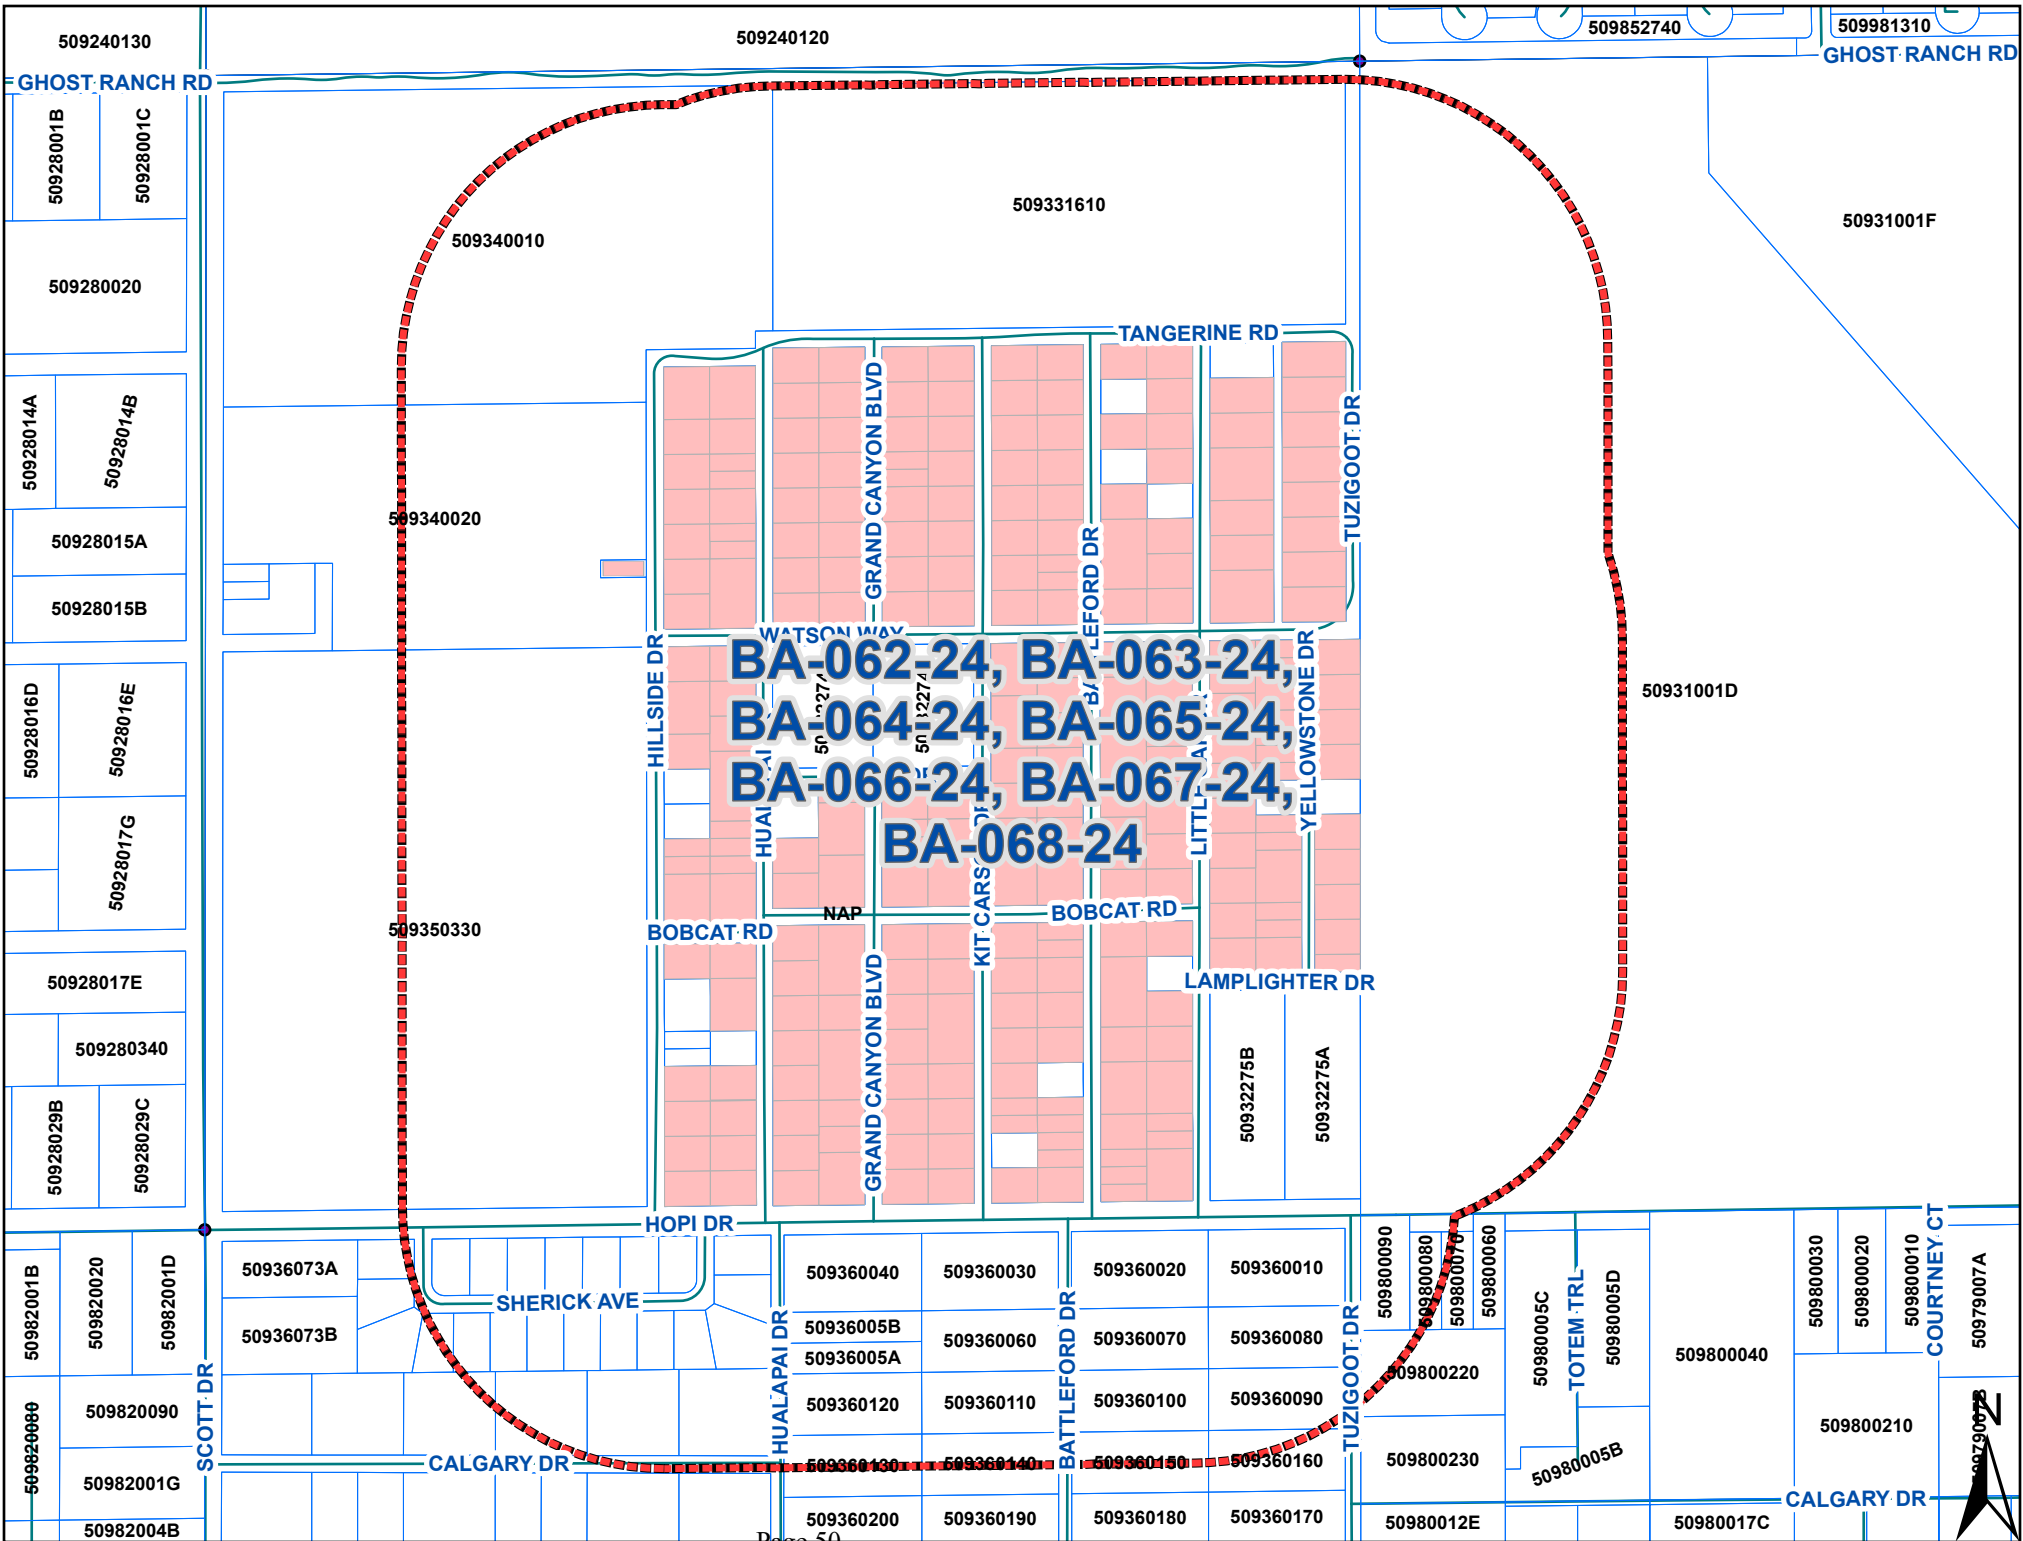 509240130
509240120
509852740
509981310
GHOST RANCH RD
GHOST RANCH RD
50928001B
50928001C
509331610
50931001F
509340010
509280020
TANGERINE RD
GRAND CANYON BLVD
TUZIGOOT DR
50928014A
50928014B
509340020
50928015A
50928015B
WATSON WAY
HILLSIDE DR
YELLOWSTONE DR
BA-062-24, BA-063-24,
BA-064-24, BA-065-24,
BA-066-24, BA-067-24,
BA-068-24
50928016D
50928016E
50931001D
50928017G
509350330
NAP
BOBCAT RD
BOBCAT RD
GRAND CANYON BLVD
LAMPLIGHTER DR
50928017E
509280340
50928029B
50928029C
50932275B
50932275A
HOPI DR
50982001B
509820020
50982001D
50936073A
50936073B
SHERICK AVE
509360040
509360030
509360020
509360010
50936005B
50936005A
509360060
509360070
509360080
509800090
509800080
509800070
509800060
50980005C
TOTEM TRL
50980005D
509800040
509800030
509800020
509800010
COURTNEY CT
50979007A
SCOTT DR
HUALAPAI DR
BATTLEFORD DR
TUZIGOOT DR
509360120
509360110
509360100
509360090
509800220
509820080
509820090
509800210
N
CALGARY DR
509360130
509360140
509360150
509360160
509800230
50980005B
50982001G
50982004B
509360200
509360190
509360180
509360170
50980012E
50980017C
CALGARY DR